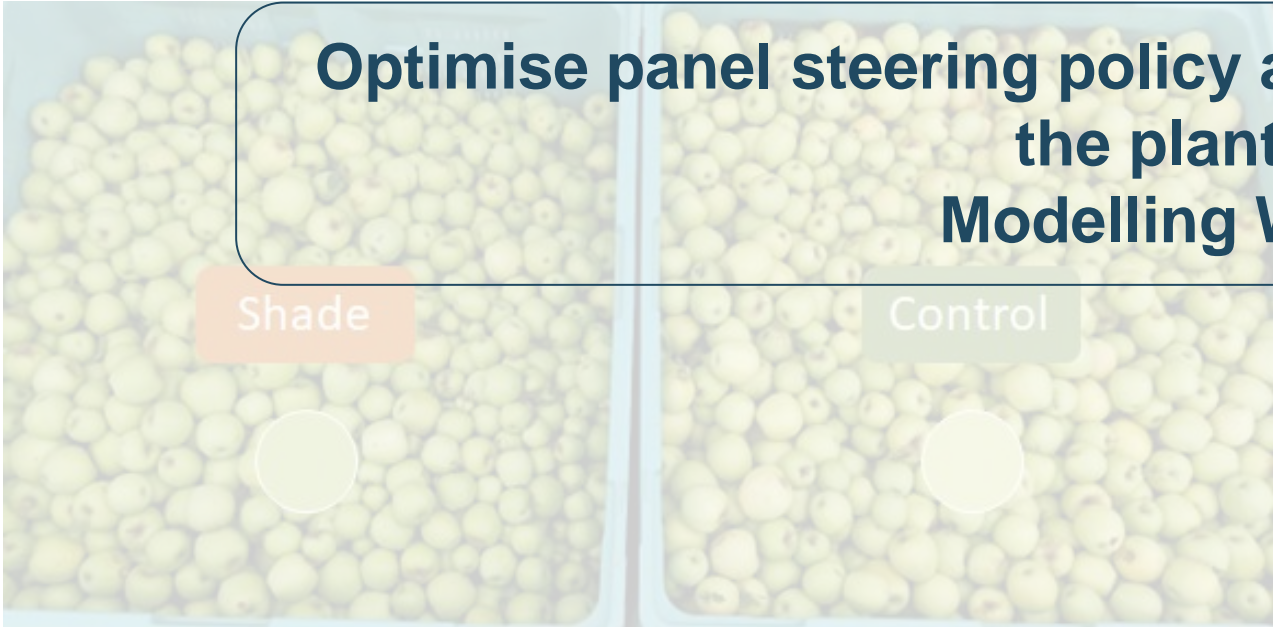 Optimise panel steering policy a
the plant
Modelling W
Shade
Control